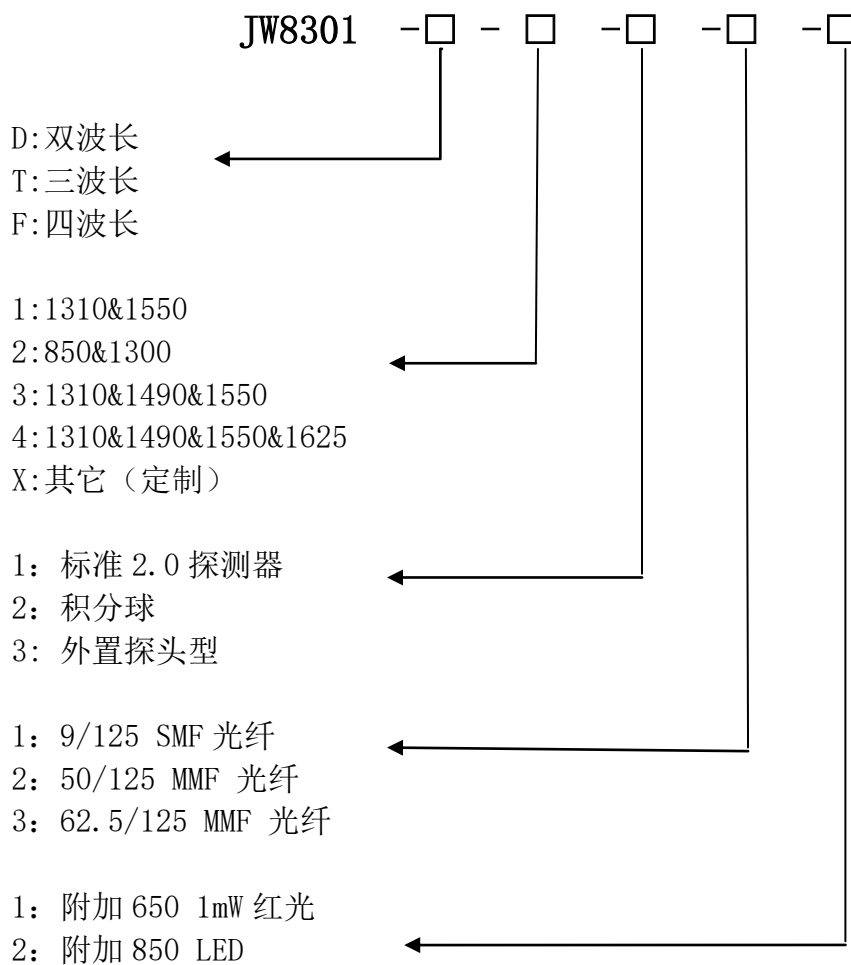 JW8301 -□ - □ -□ -□ -□
D:双波长
T:三波长
F:四波长
1:1310&1550
2:850&1300
3:1310&1490&1550
4:1310&1490&1550&1625
X:其它（定制）
1：标准 2.0 探测器
2：积分球
3: 外置探头型
1：9/125 SMF 光纤
2：50/125 MMF 光纤
3：62.5/125 MMF 光纤
1：附加 650 1mW 红光
2：附加 850 LED